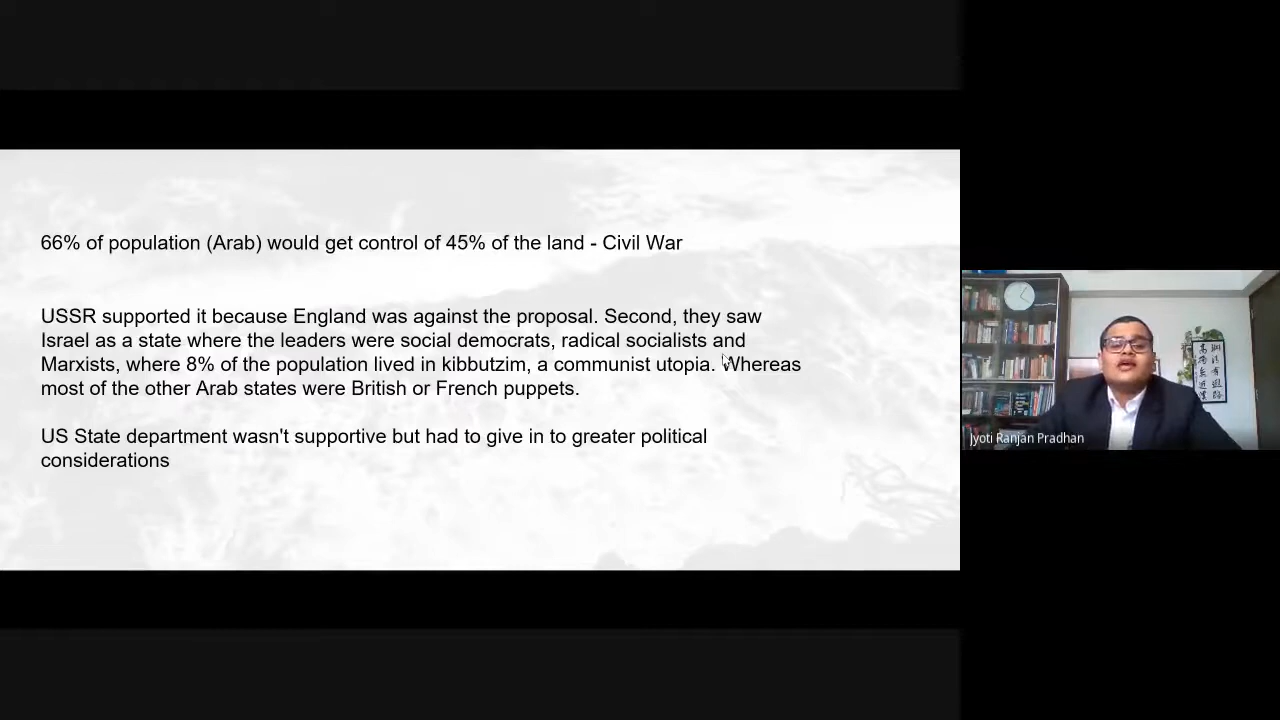 66% of population (Arab) would get control of 45% of the land - Civil War
USSR supported it because England was against the proposal. Second, they saw
Israel as a state where the leaders were social democrats, radical socialists and
Marxists, where 8% of the population lived in kibbutzim, a communist utopia. Whereas
most of the other Arab states were British or French puppets.
US State department wasn't supportive but had to give in to greater political
considerations
Jyoti Ranjan Pradhan